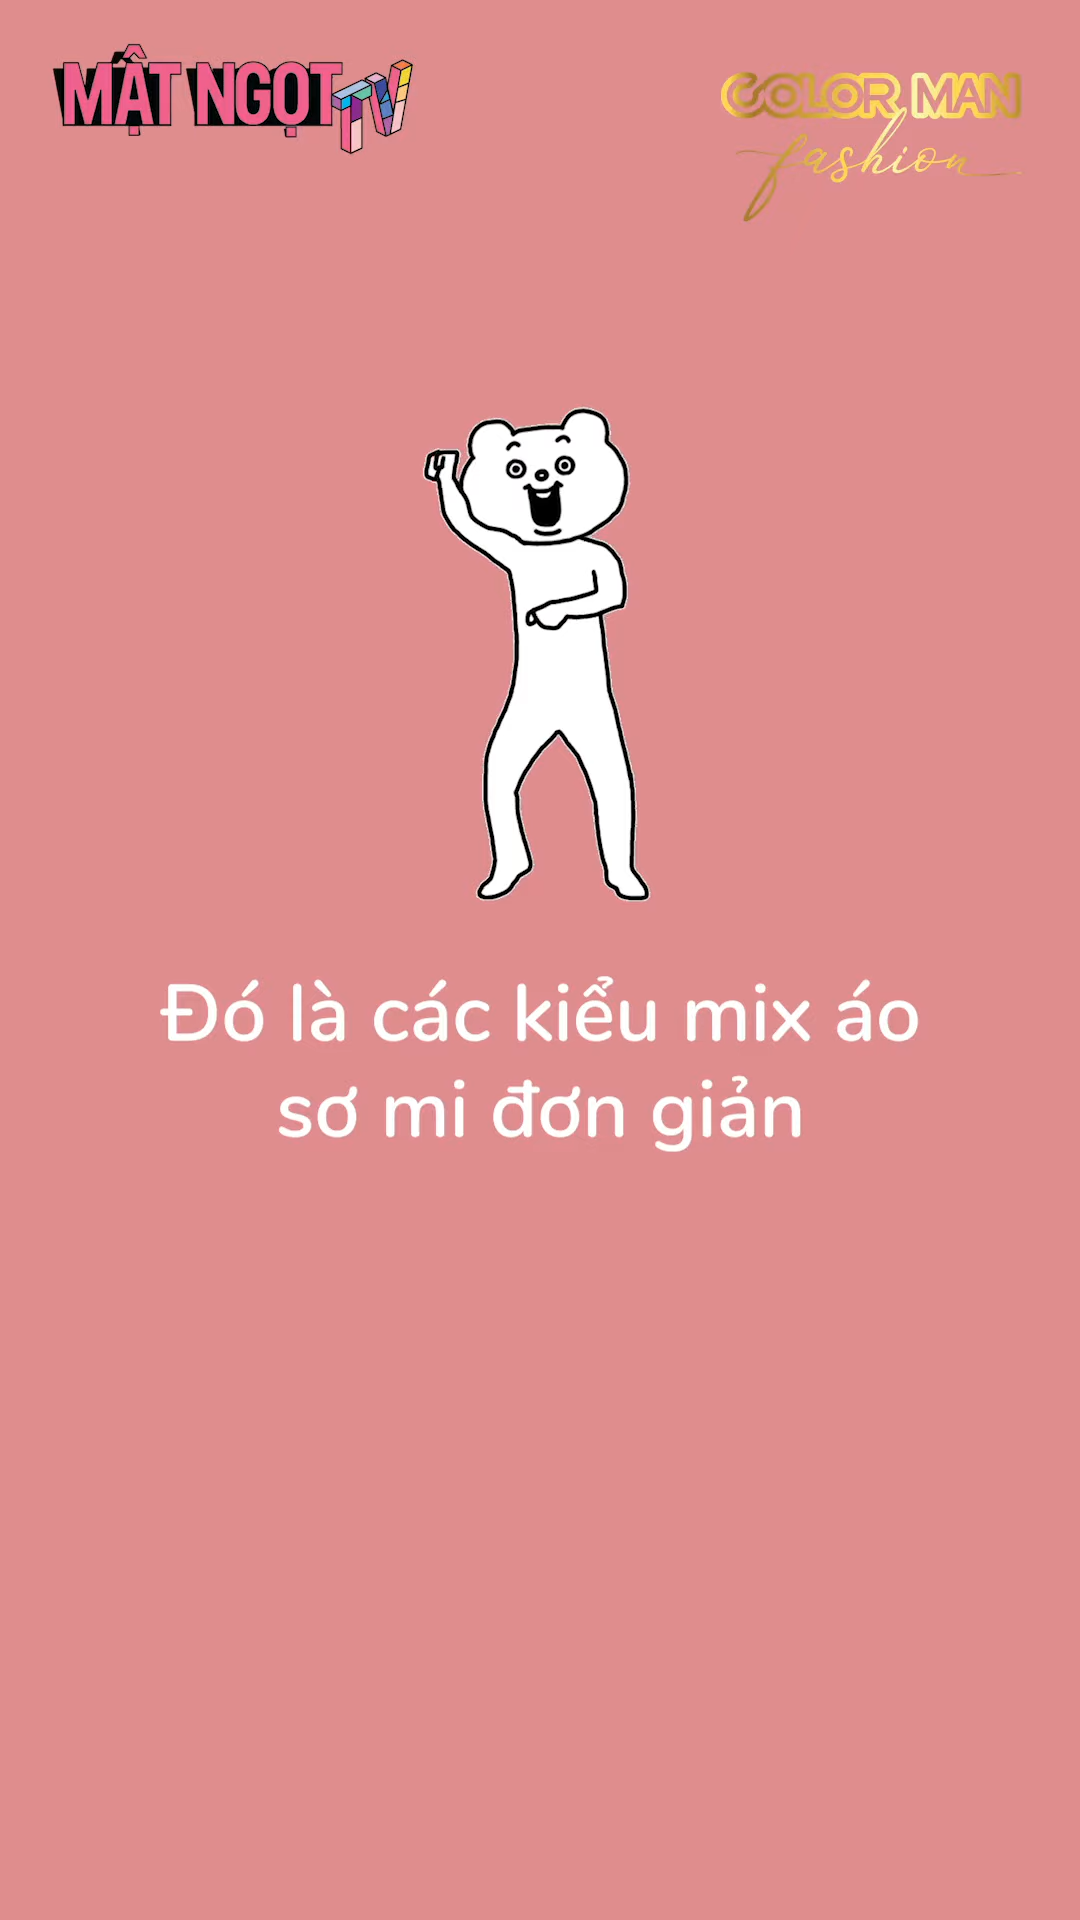 MẬT NGỌT TV
COLOR MAN
fashion
Đó là các kiểu mix áo
sơ mi đơn giản